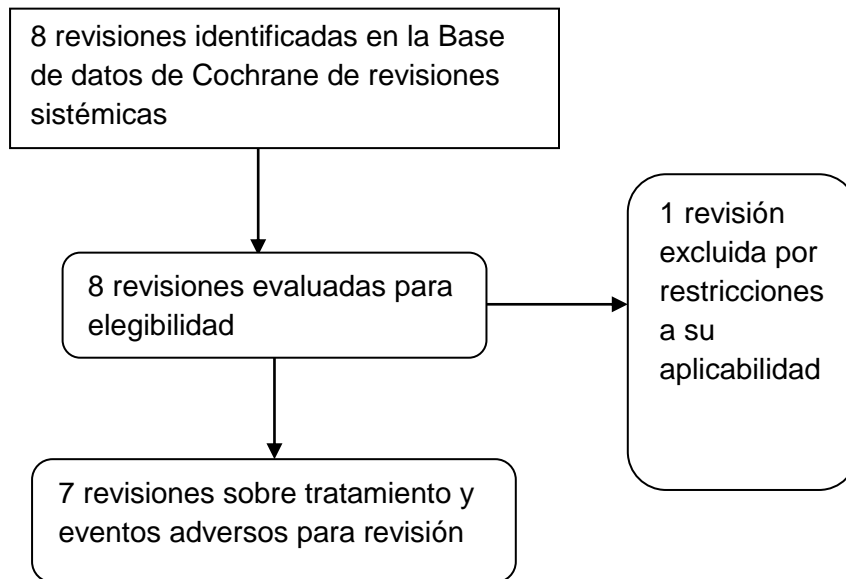 8 revisiones identificadas en la Base
de datos de Cochrane de revisiones
sistémicas
8 revisiones evaluadas para
elegibilidad
1 revisión
excluida por
restricciones
a su
aplicabilidad
7 revisiones sobre tratamiento y
eventos adversos para revisión